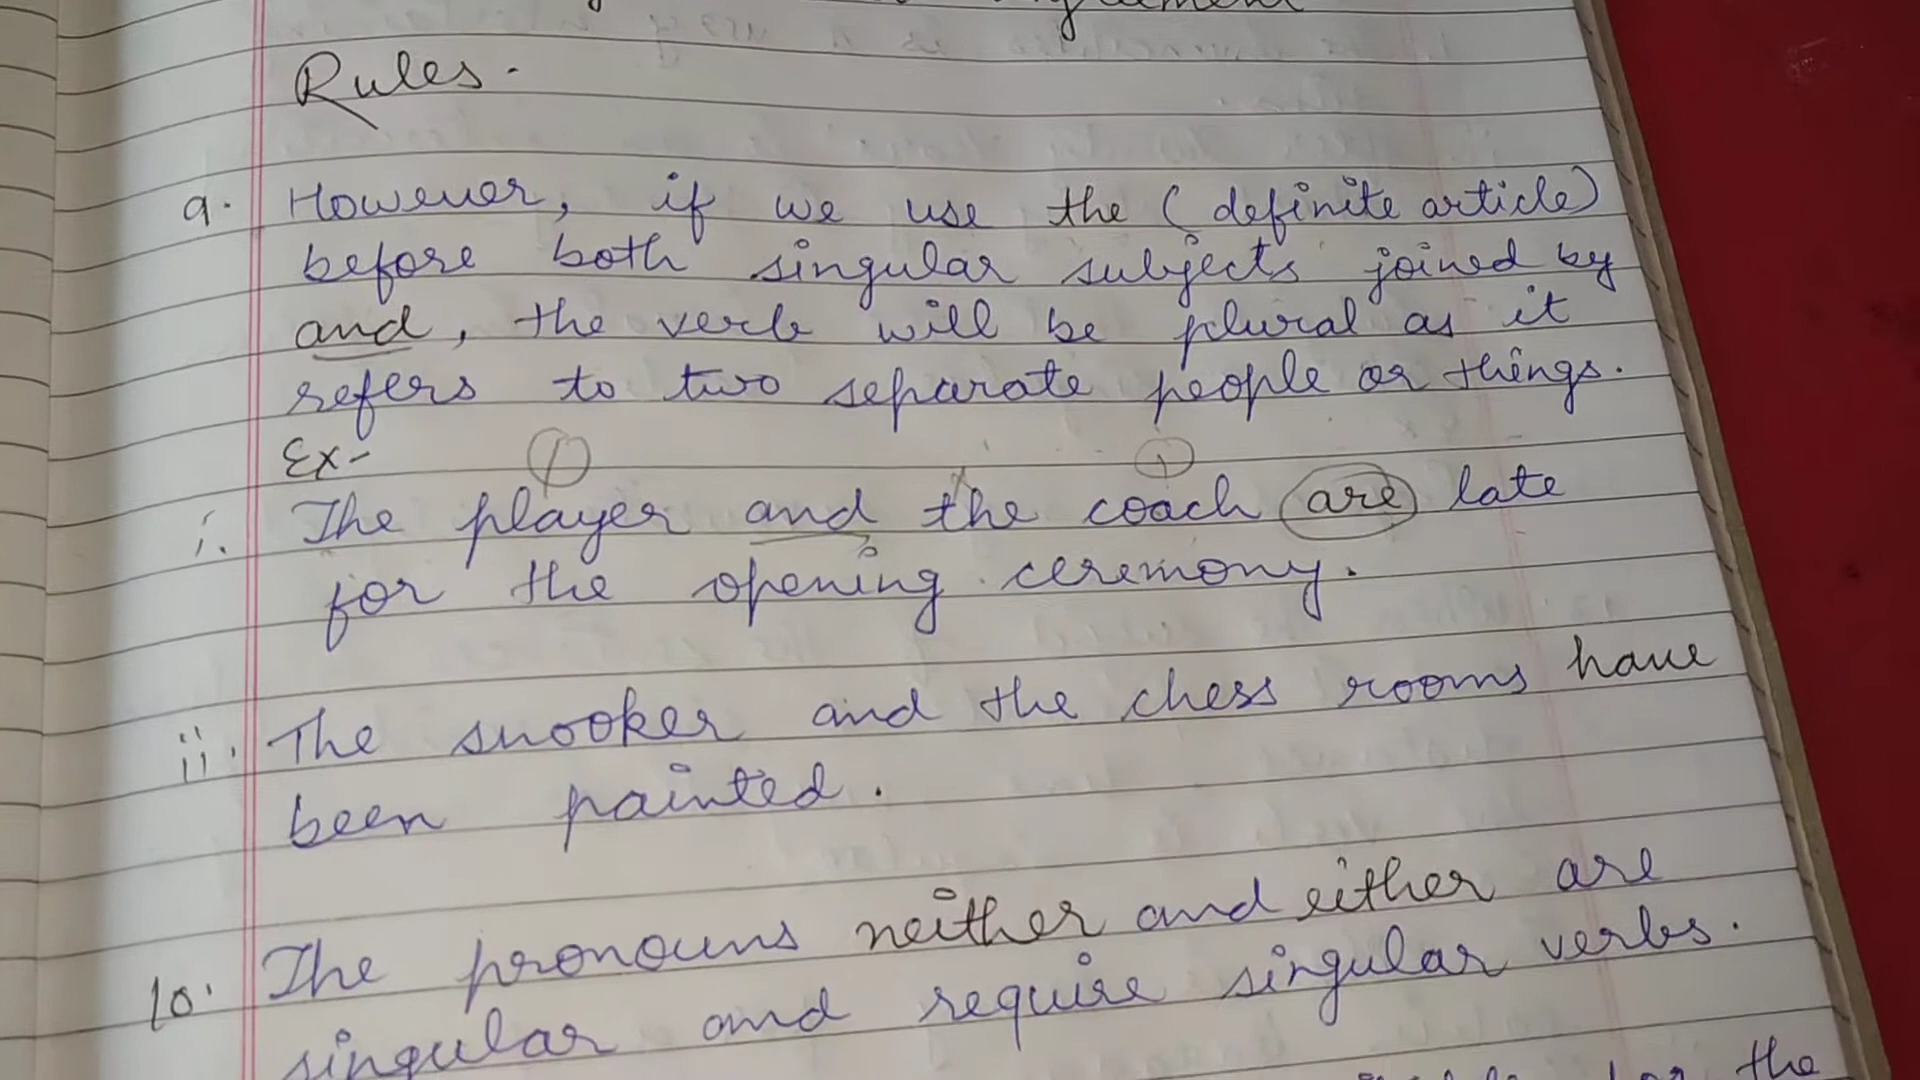 Agreement
Rules.
9. However, if we use the (definite article)
before both singular subjects joined by
and, the verb will be plural as it
refers to two separate people or things.
Ex-
i. The player and the coach are late
for the opening ceremony.
ii. The snooker and the chess rooms have
been painted.
10. The pronouns neither and either are
singular and require singular verbs.
for the